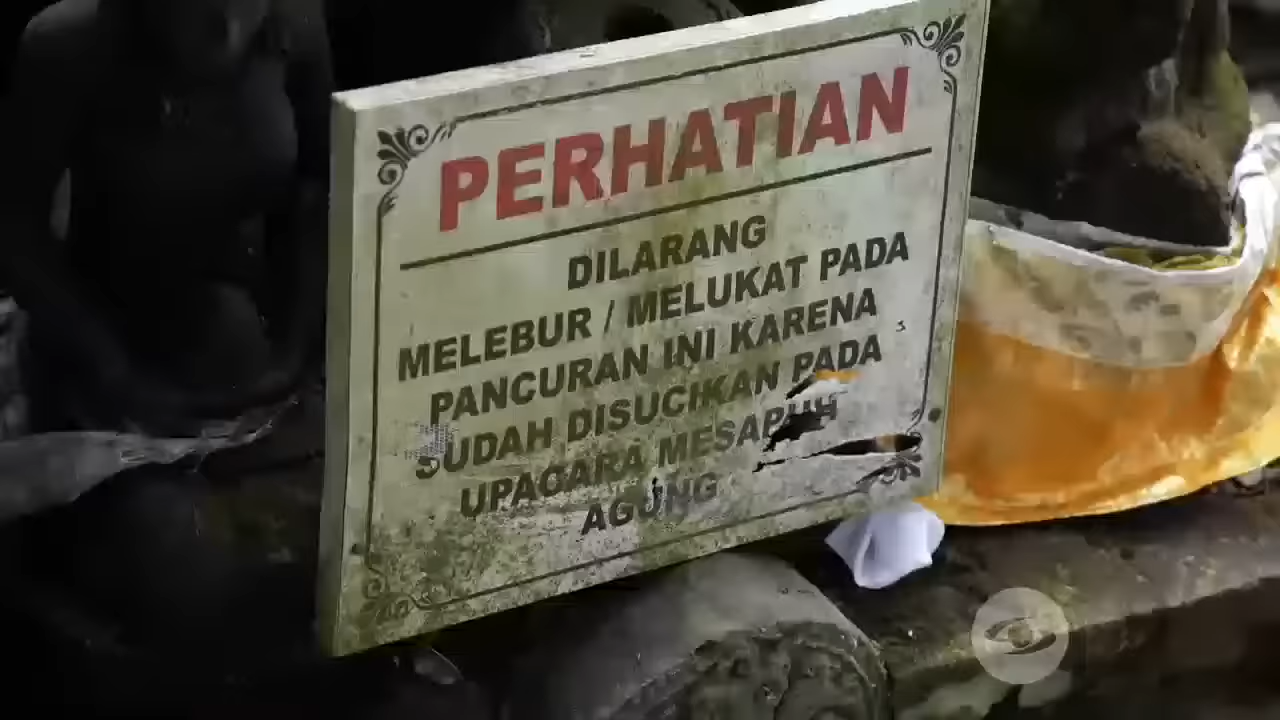 PERHATIAN
DILARANG
MELEBUR / MELUKAT PADA
PANCURAN INI KARENA
SUDAH DISUCIKAN PADA
UPACARA MESAPUH
AGUNG